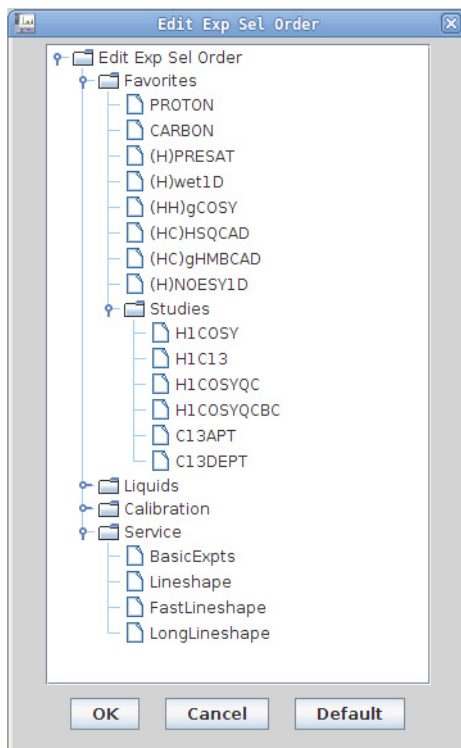 Edit Exp Sel Order
Edit Exp Sel Order
Favorites
PROTON
CARBON
(H)PRESAT
(H)wet1D
(HH)gCOSY
(HC)HSQCAD
(HC)gHMBCAD
(H)NOESY1D
Studies
H1COSY
H1C13
H1COSYQC
H1COSYQCBC
C13APT
C13DEPT
Liquids
Calibration
Service
BasicExpts
Lineshape
FastLineshape
LongLineshape
OK Cancel Default